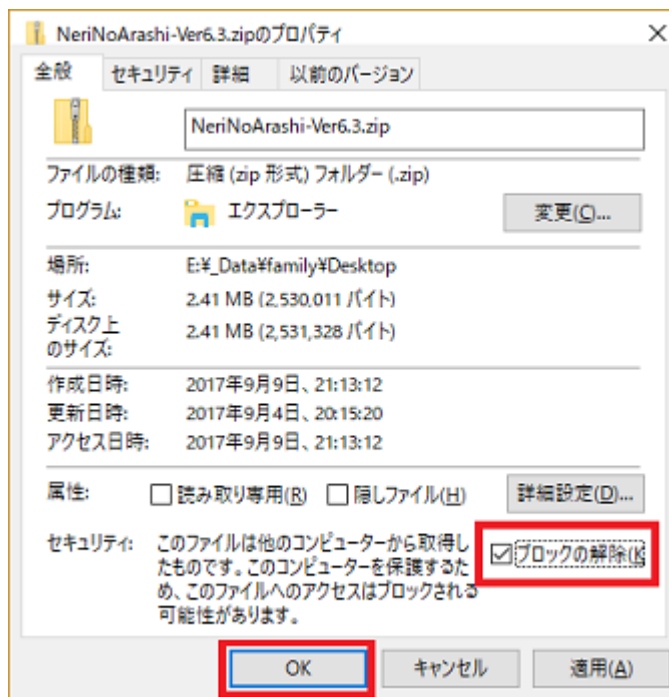 NeriNoArashi-Ver6.3.zipのプロパティ
全般 セキュリティ 詳細 以前のバージョン
NeriNoArashi-Ver6.3.zip
ファイルの種類: 圧縮 (zip 形式) フォルダー (.zip)
プログラム: エクスプローラー 変更(C)...
場所: E:¥_Data¥family¥Desktop
サイズ: 2.41 MB (2,530,011 バイト)
ディスク上
のサイズ: 2.41 MB (2,531,328 バイト)
作成日時: 2017年9月9日、21:13:12
更新日時: 2017年9月4日、20:15:20
アクセス日時: 2017年9月9日、21:13:12
属性: 読み取り専用(R) 隠しファイル(H) 詳細設定(D)...
セキュリティ: このファイルは他のコンピューターから取得し
たものです。このコンピューターを保護するた
め、このファイルへのアクセスはブロックされる
可能性があります。
ブロックの解除(K
OK キャンセル 適用(A)